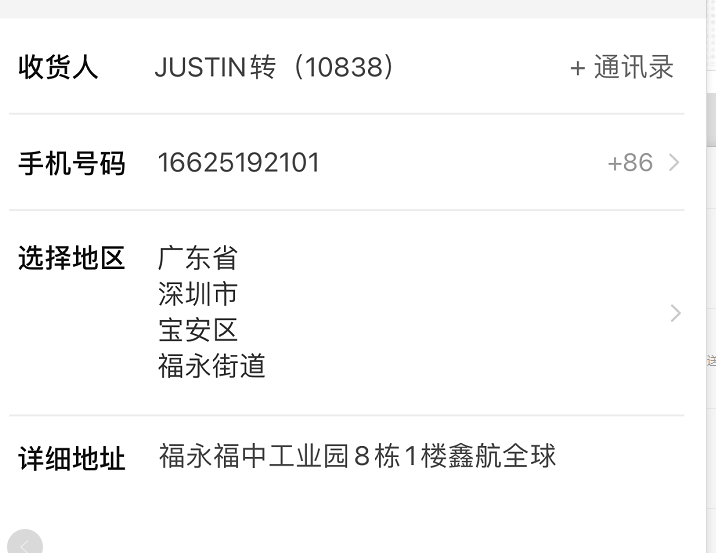 收货人 JUSTIN转（10838） + 通讯录
手机号码 16625192101 +86
选择地区 广东省
深圳市
宝安区
福永街道
送
详细地址 福永福中工业园8栋1楼鑫航全球